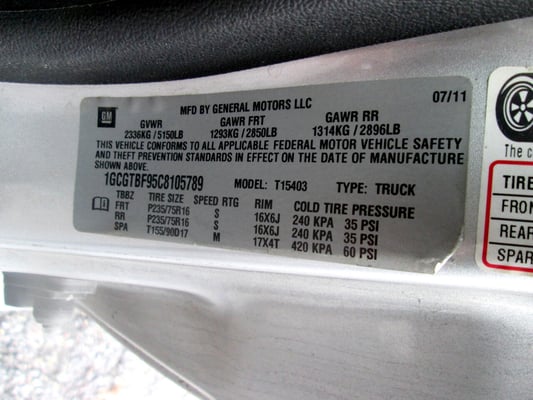 GM
MFD BY GENERAL MOTORS LLC 07/11
GVWR GAWR FRT GAWR RR
2336KG / 5150LB 1293KG / 2850LB 1314KG / 2896LB
THIS VEHICLE CONFORMS TO ALL APPLICABLE FEDERAL MOTOR VEHICLE SAFETY
AND THEFT PREVENTION STANDARDS IN EFFECT ON THE DATE OF MANUFACTURE
SHOWN ABOVE.
1GCGTBF95C8105789 MODEL: T15403 TYPE: TRUCK
TBBZ TIRE SIZE SPEED RTG RIM COLD TIRE PRESSURE
FRT P235/75R16 S 16X6J 240 KPA 35 PSI
RR P235/75R16 S 16X6J 240 KPA 35 PSI
SPA T155/90D17 M 17X4T 420 KPA 60 PSI
The c
TIRE
FRON
REAR
SPAR